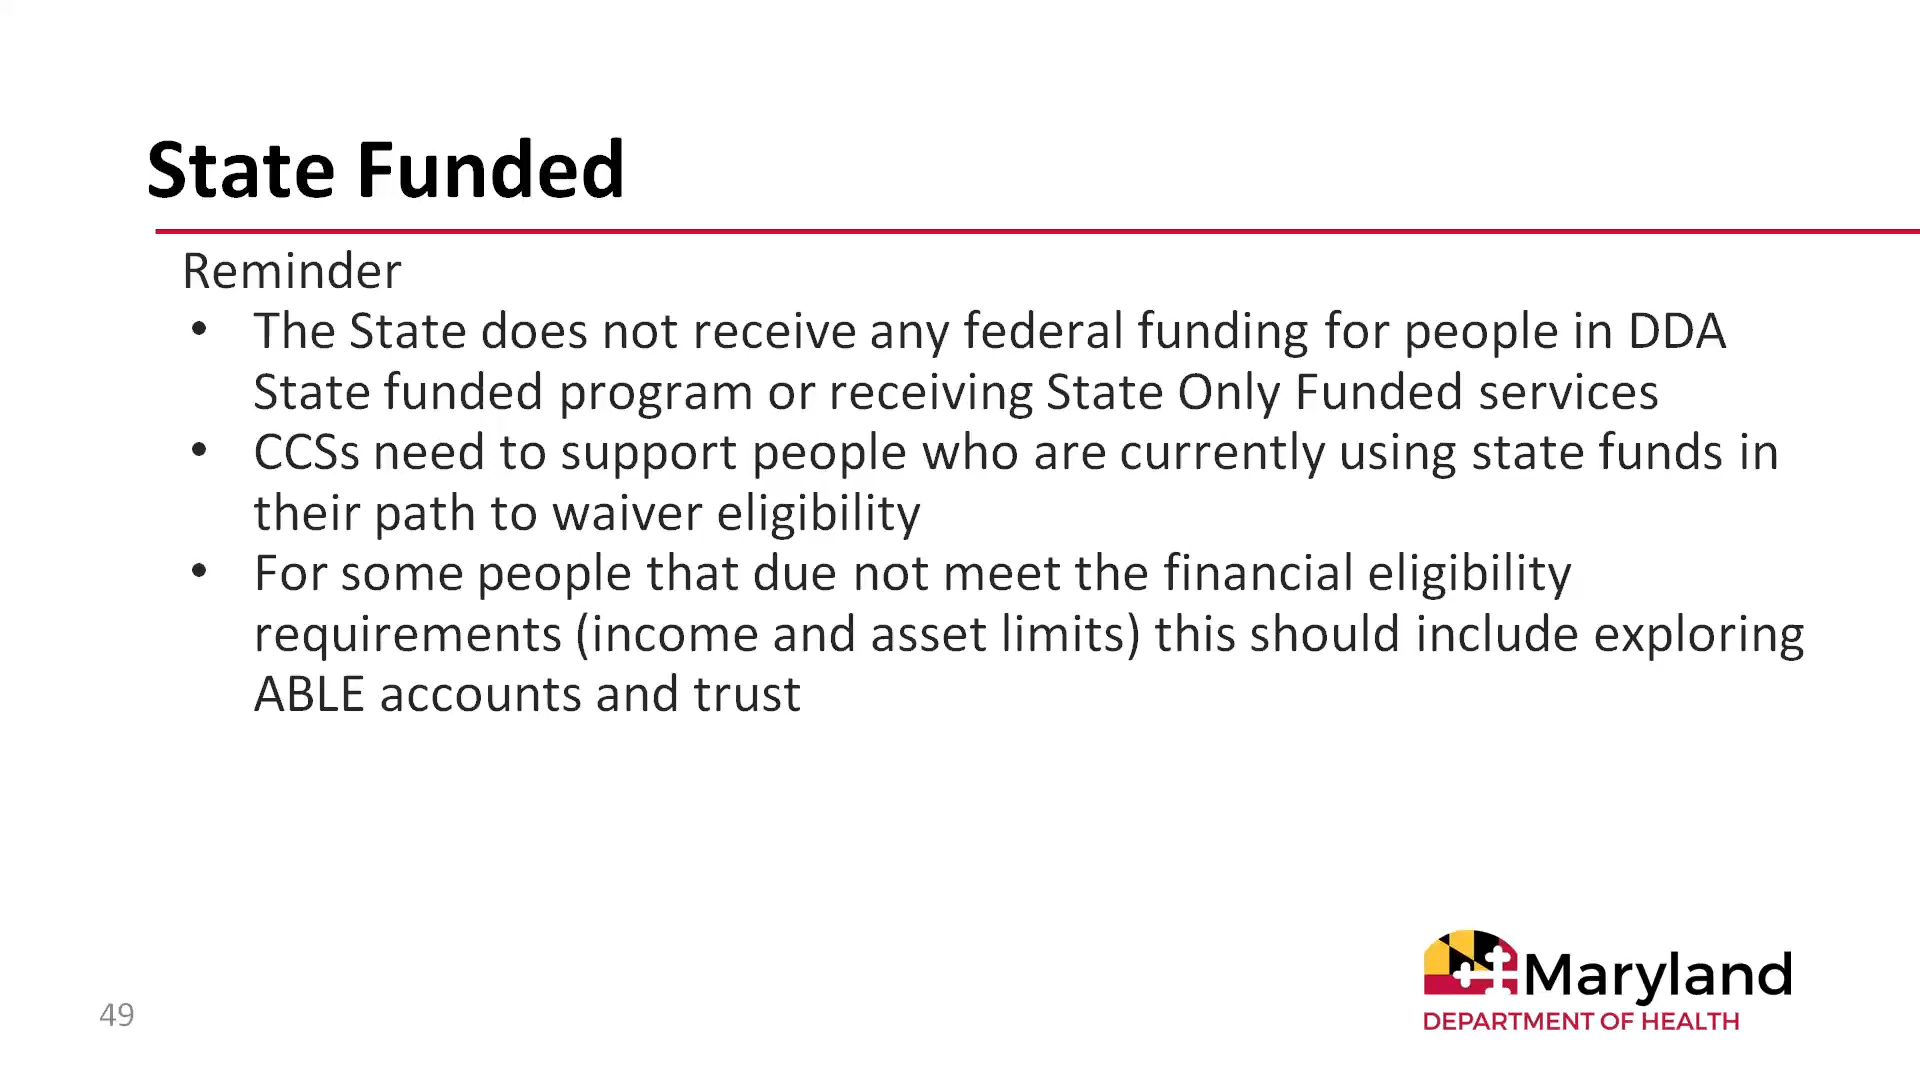 State Funded
Reminder
• The State does not receive any federal funding for people in DDA
State funded program or receiving State Only Funded services
• CCSs need to support people who are currently using state funds in
their path to waiver eligibility
• For some people that due not meet the financial eligibility
requirements (income and asset limits) this should include exploring
ABLE accounts and trust
49
Maryland
DEPARTMENT OF HEALTH